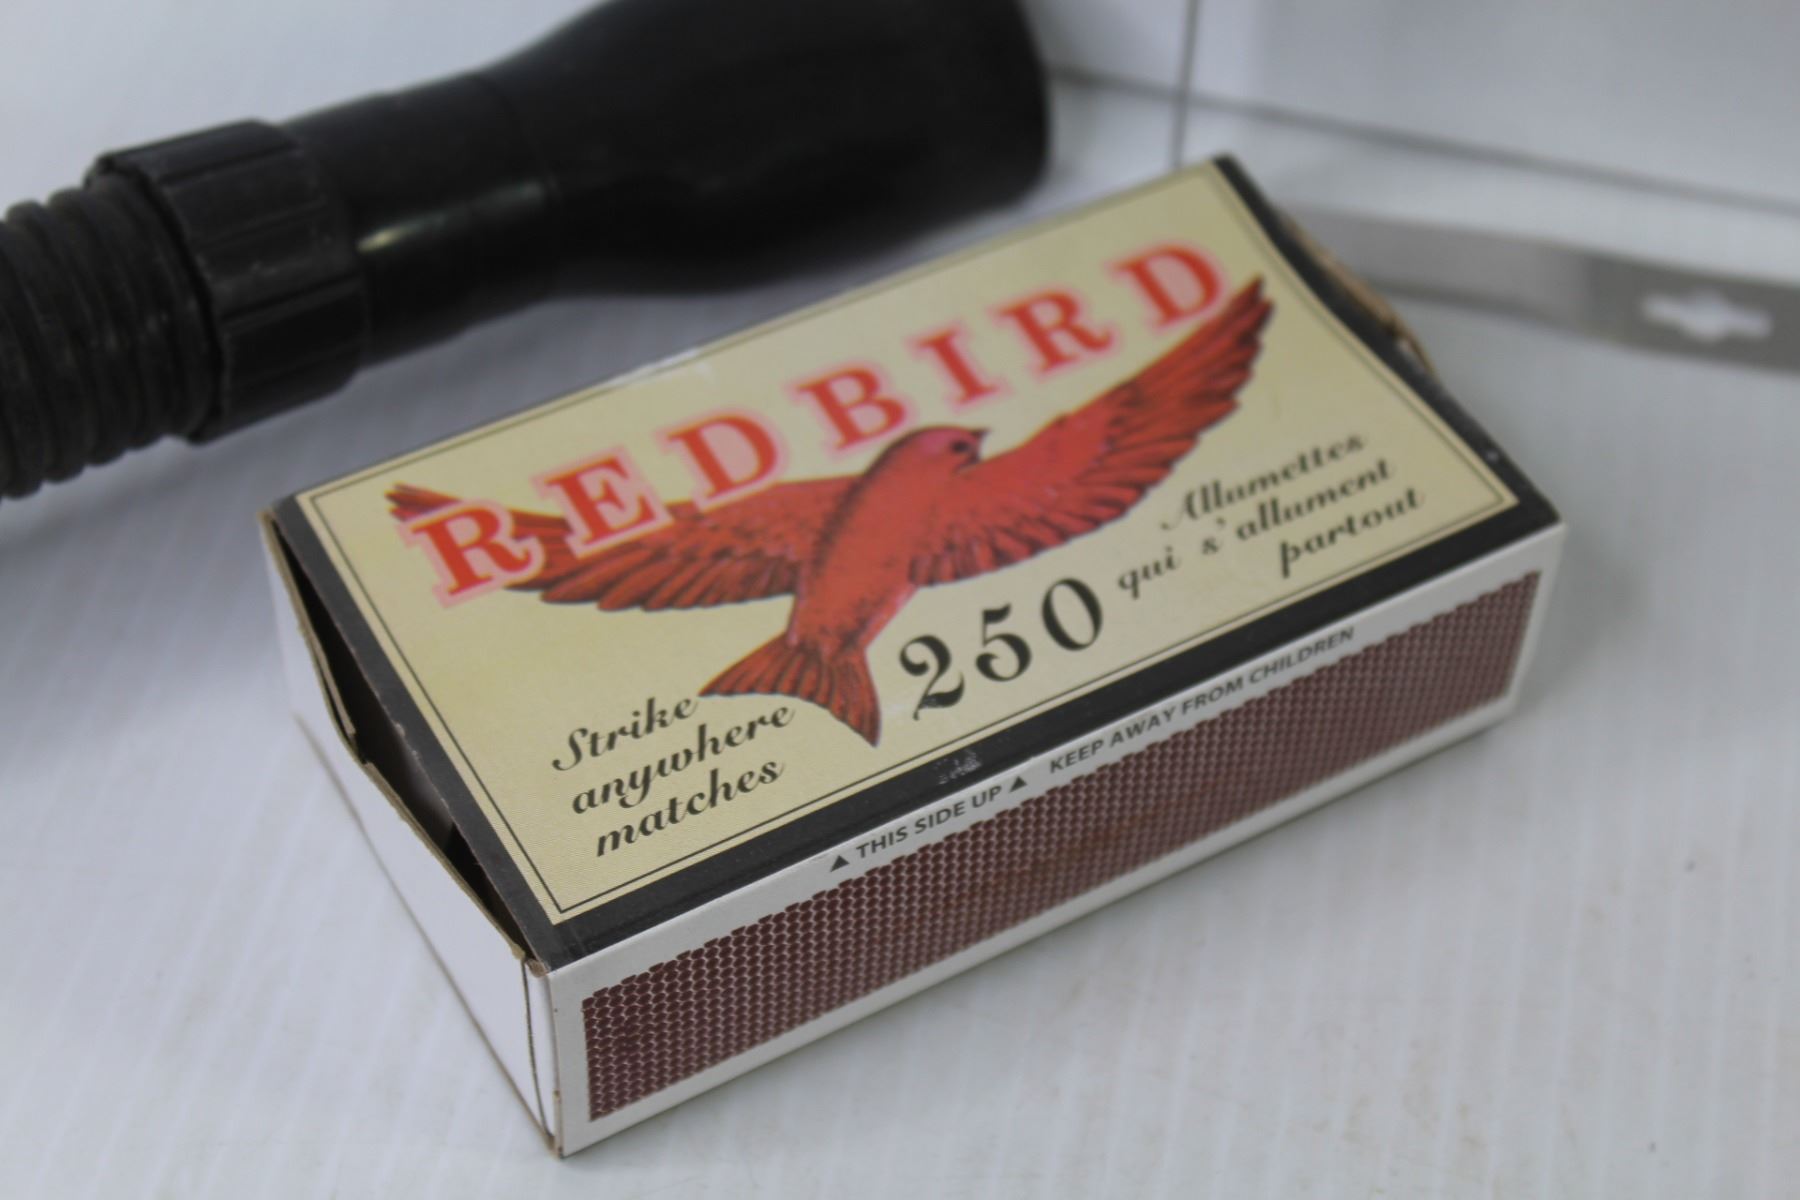 REDBIRD
Strike
anywhere
matches
250
Allumettes
qui s'allument
partout
▲ THIS SIDE UP ▲ KEEP AWAY FROM CHILDREN